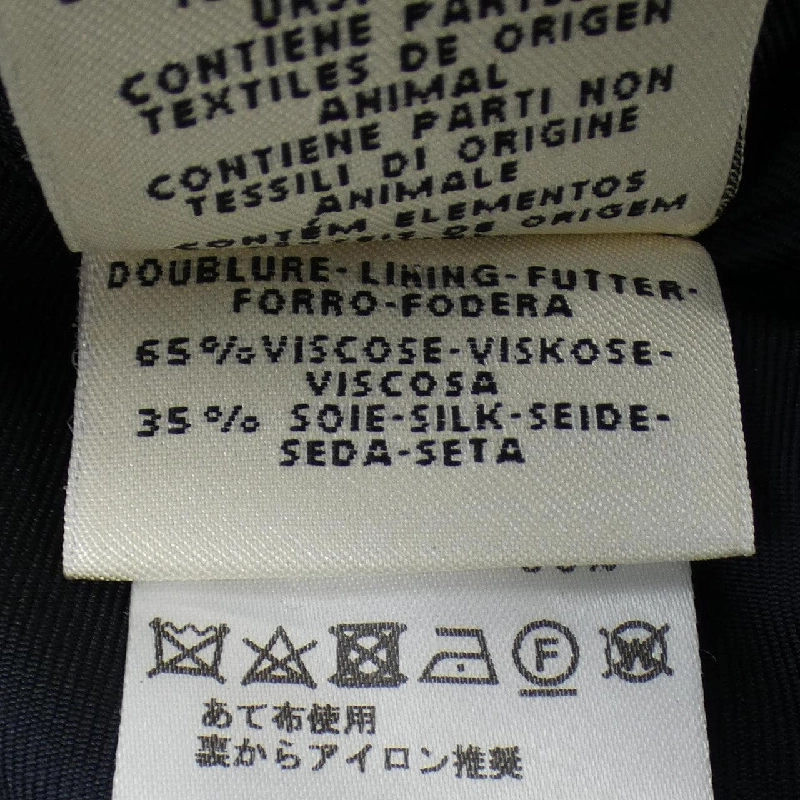 CONTIENE PARTES
TEXTILES DE ORIGEN
ANIMAL
CONTIENE PARTI NON
TESSILI DI ORIGINE
ANIMALE
CONTÉM ELEMENTOS
DE ORIGEM
DOUBLURE-LINING-FUTTER-
FORRO-FODERA
65%VISCOSE-VISKOSE-
VISCOSA
35% SOIE-SILK-SEIDE-
SEDA-SETA
F W
あて布使用
裏からアイロン推奨